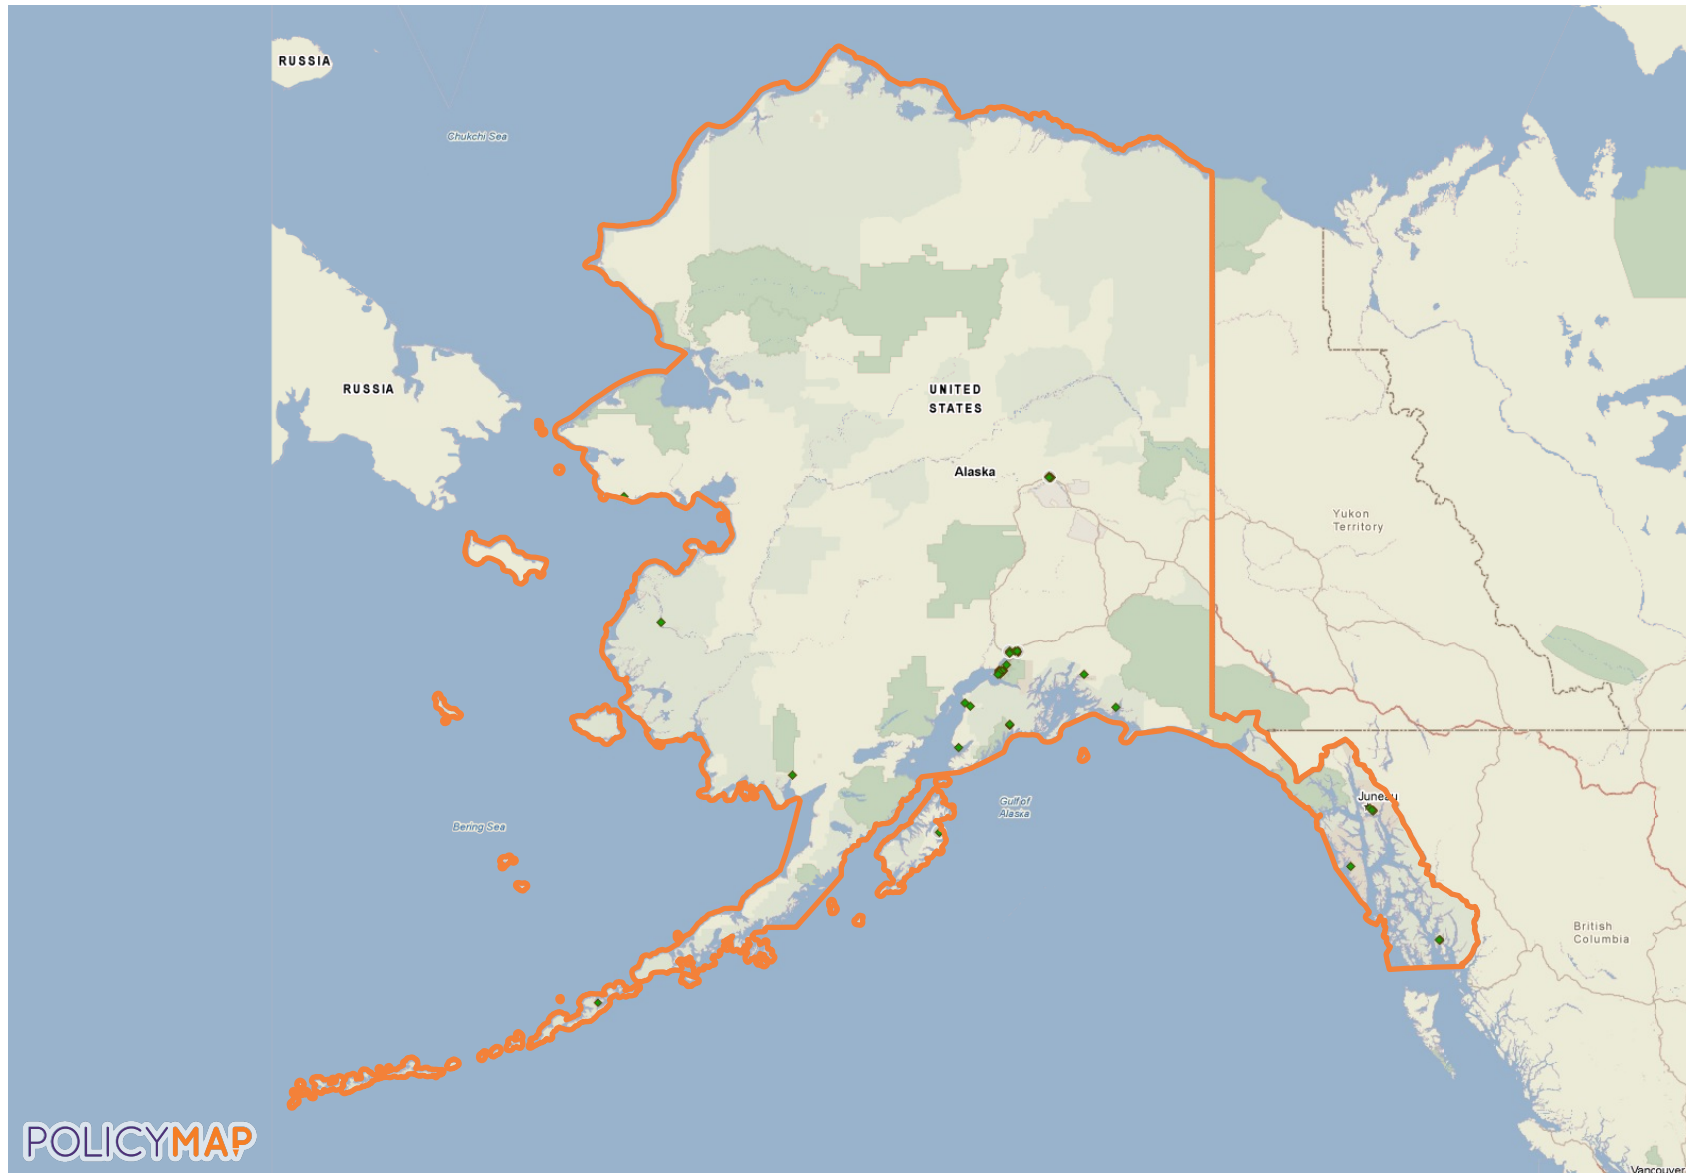 RUSSIA
Chukchi Sea
RUSSIA
UNITED
STATES
Alaska
Yukon
Territory
Juneau
Gulf of
Alaska
Bering Sea
British
Columbia
POLICYMAP
Vancouver